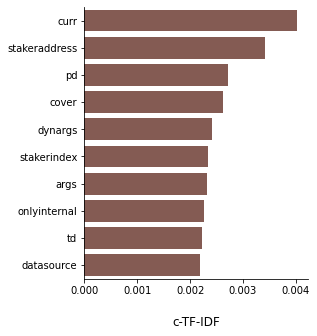 curr
stakeraddress
pd
cover
dynargs
stakerindex
args
onlyinternal
td
datasource
0.000 0.001 0.002 0.003 0.004
c-TF-IDF